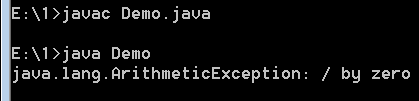 E:\1>javac Demo.java
E:\1>java Demo
java.lang.ArithmeticException: / by zero